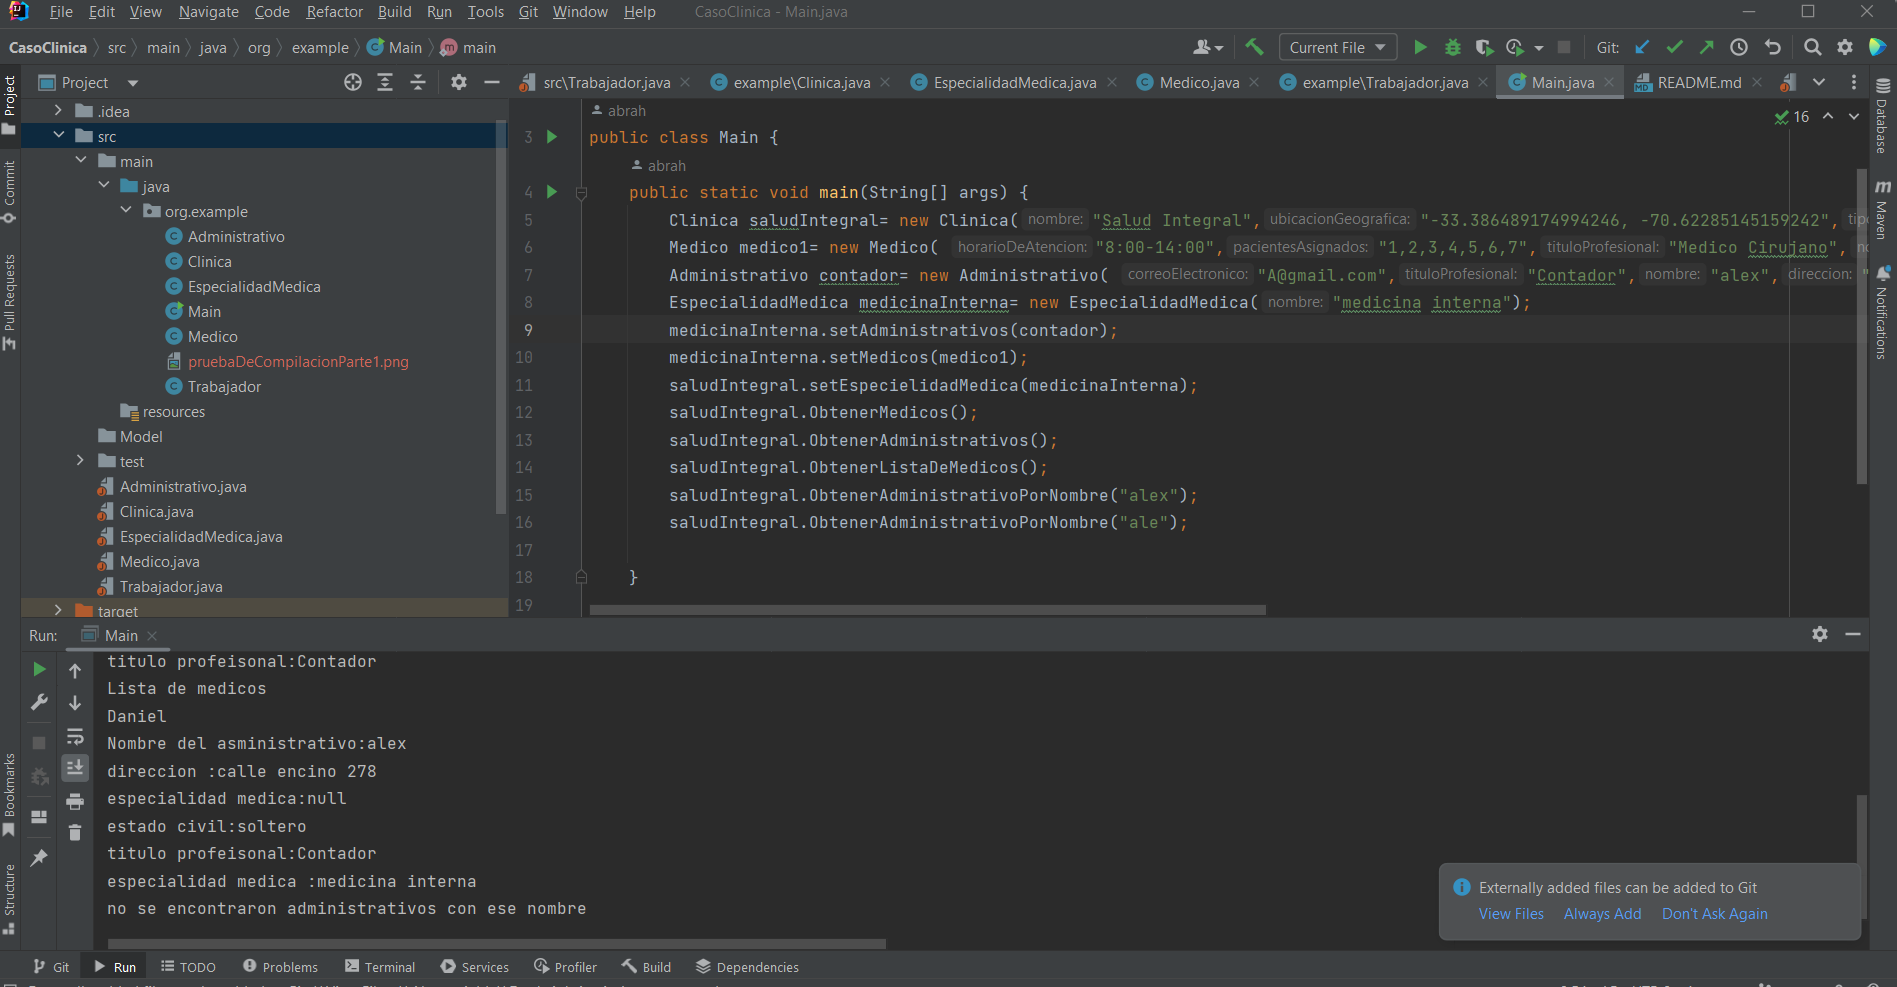 File Edit View Navigate Code Refactor Build Run Tools Git Window Help CasoClinica - Main.java
CasoClinica src main java org example Main main Current File Git:
Project
src\Trabajador.java example\Clinica.java EspecialidadMedica.java Medico.java example\Trabajador.java Main.java README.md
.idea
src
main
java
org.example
Administrativo
Clinica
EspecialidadMedica
Main
Medico
pruebaDeCompilacionParte1.png
Trabajador
resources
Model
test
Administrativo.java
Clinica.java
EspecialidadMedica.java
Medico.java
Trabajador.java
target
abrah
16
3 public class Main {
abrah
4 public static void main(String[] args) {
5 Clinica saludIntegral= new Clinica( nombre: "Salud Integral", ubicacionGeografica: "-33.386489174994246, -70.62285145159242", tipo
6 Medico medico1= new Medico( horarioDeAtencion: "8:00-14:00", pacientesAsignados: "1,2,3,4,5,6,7", tituloProfesional: "Medico Cirujano", no
7 Administrativo contador= new Administrativo( correoElectronico: "A@gmail.com", tituloProfesional: "Contador", nombre: "alex", direccion: "
8 EspecialidadMedica medicinaInterna= new EspecialidadMedica( nombre: "medicina interna");
9 medicinaInterna.setAdministrativos(contador);
10 medicinaInterna.setMedicos(medico1);
11 saludIntegral.setEspecielidadMedica(medicinaInterna);
12 saludIntegral.ObtenerMedicos();
13 saludIntegral.ObtenerAdministrativos();
14 saludIntegral.ObtenerListaDeMedicos();
15 saludIntegral.ObtenerAdministrativoPorNombre("alex");
16 saludIntegral.ObtenerAdministrativoPorNombre("ale");
17
18 }
19
Project
Commit
Pull Requests
Bookmarks
Structure
Database
Maven
Notifications
Run: Main
titulo profeisonal:Contador
Lista de medicos
Daniel
Nombre del asministrativo:alex
direccion :calle encino 278
especialidad medica:null
estado civil:soltero
titulo profeisonal:Contador
especialidad medica :medicina interna
no se encontraron administrativos con ese nombre
Externally added files can be added to Git
View Files Always Add Don't Ask Again
Git Run TODO Problems Terminal Services Profiler Build Dependencies